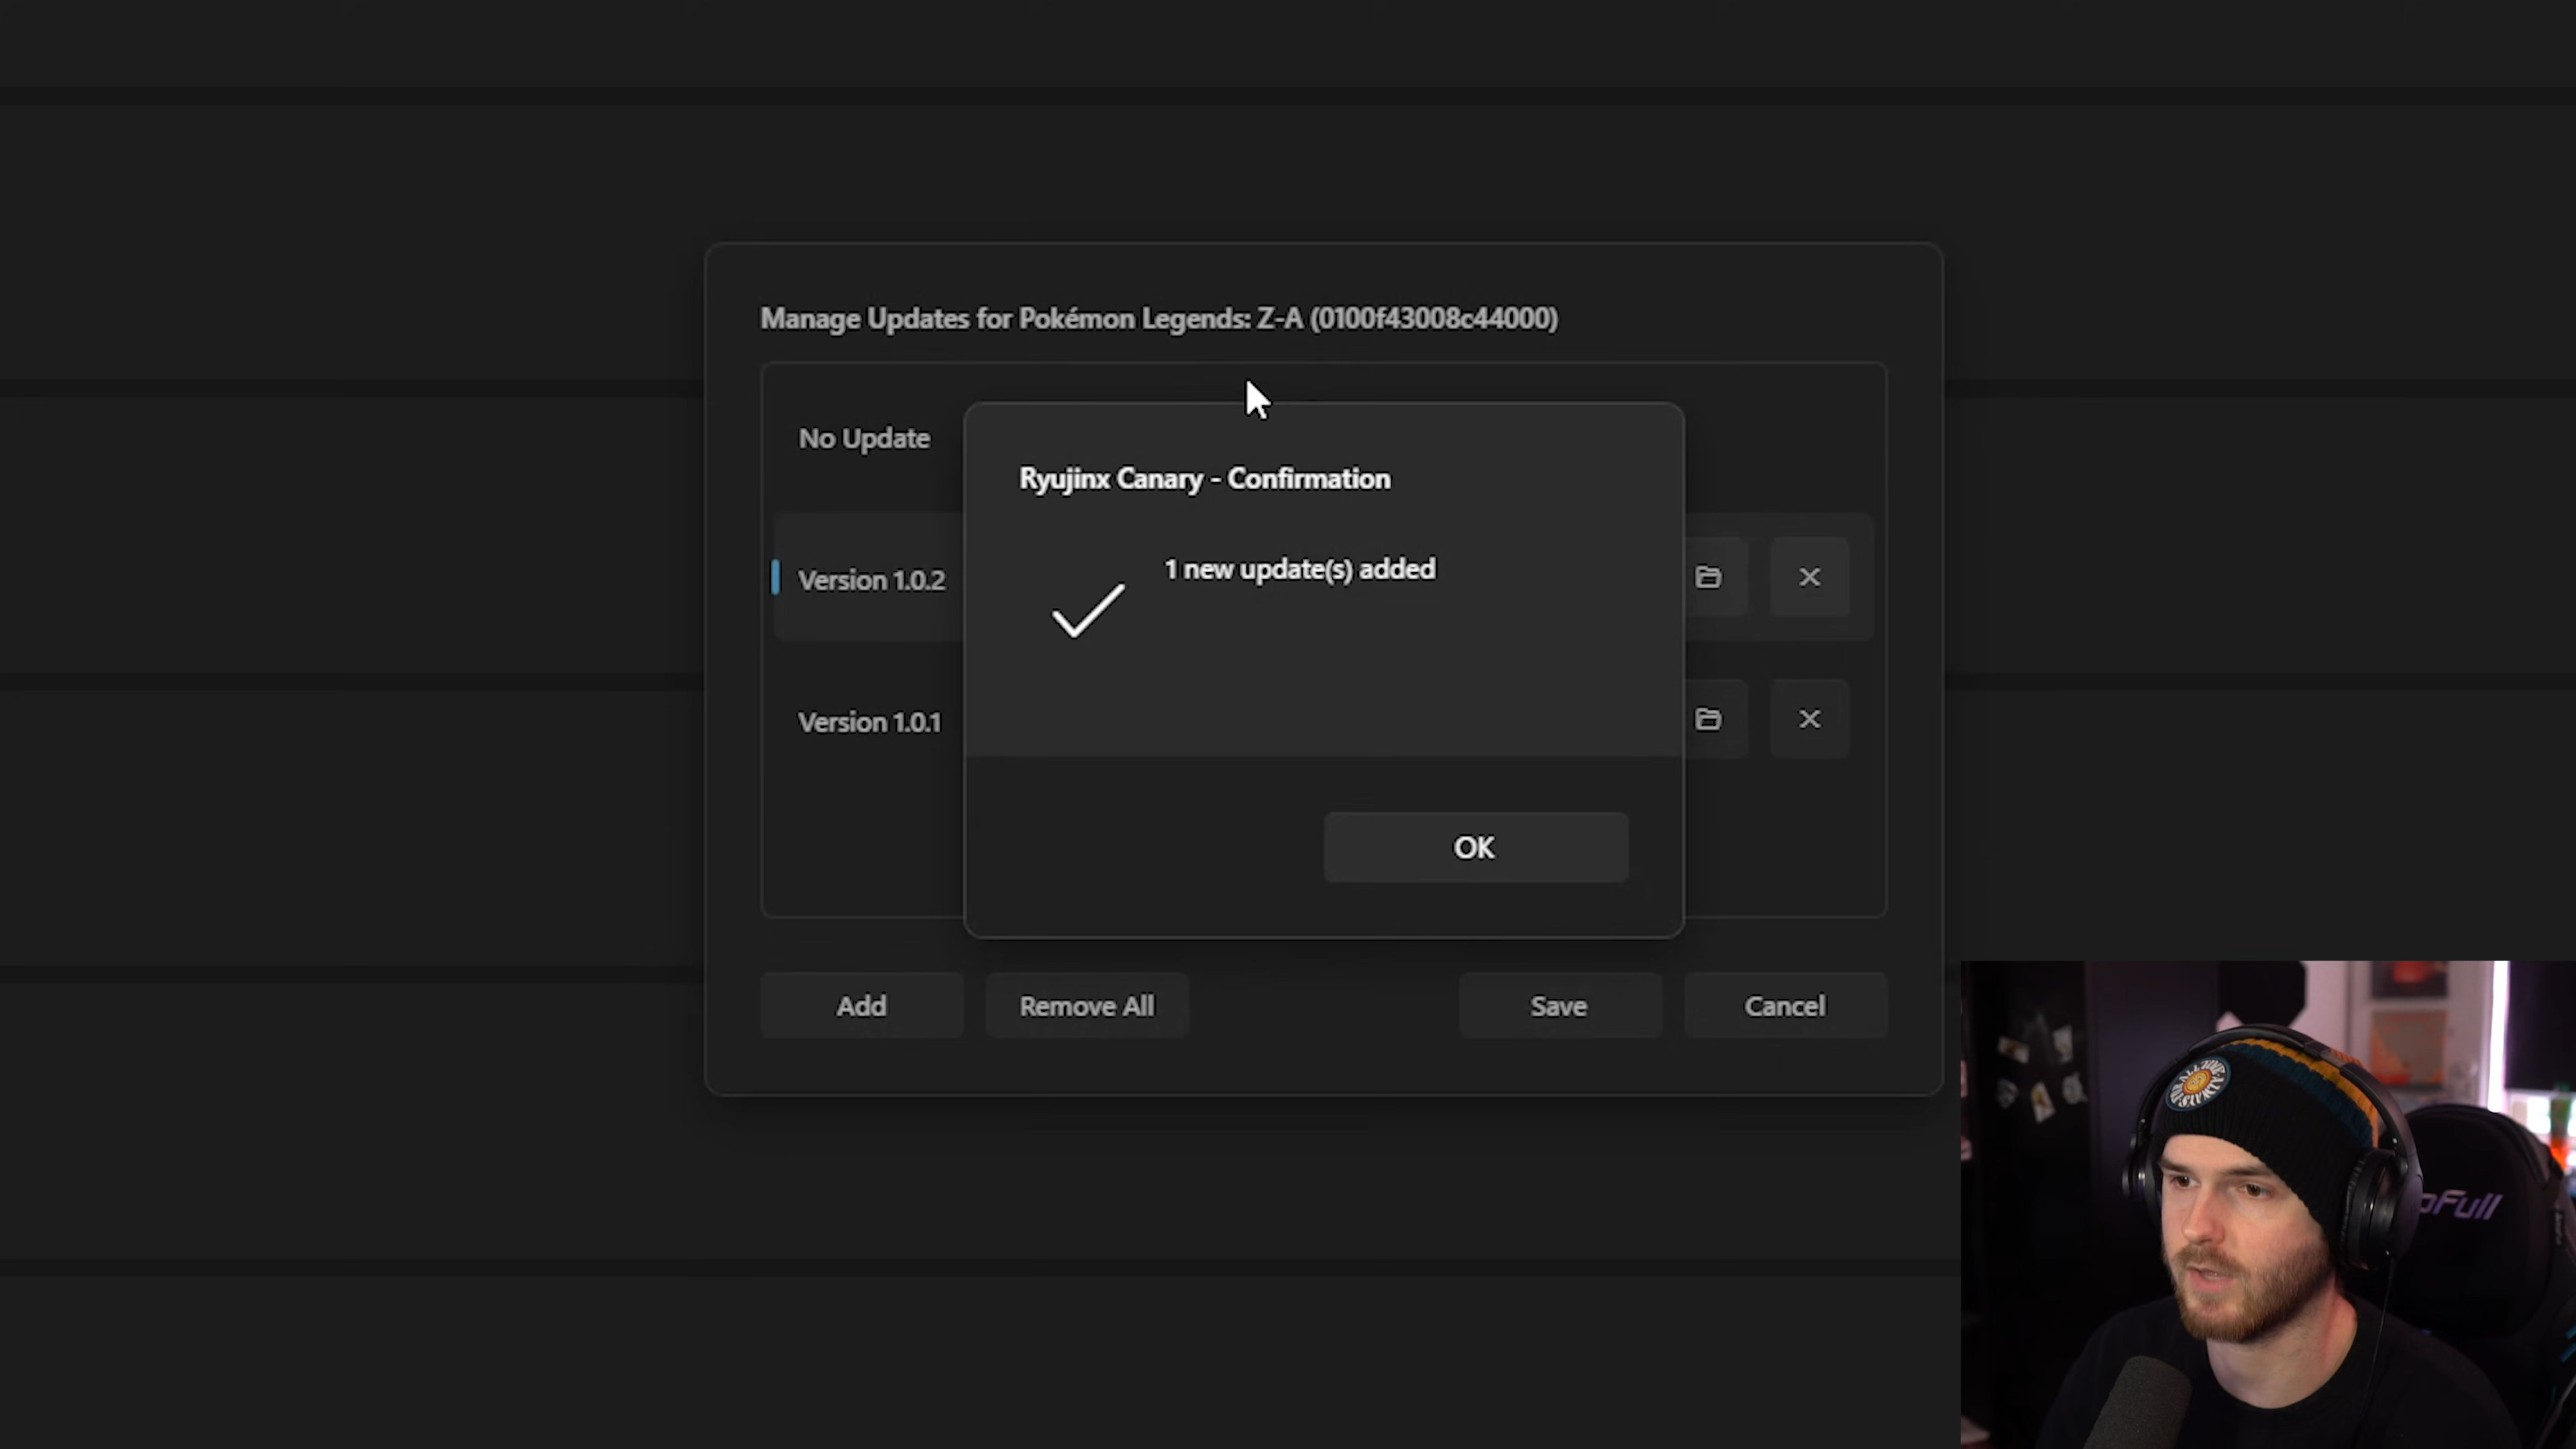 Manage Updates for Pokémon Legends: Z-A (0100f43008c44000)
No Update
Ryujinx Canary - Confirmation
1 new update(s) added
Version 1.0.2
Version 1.0.1
OK
Add
Remove All
Save
Cancel